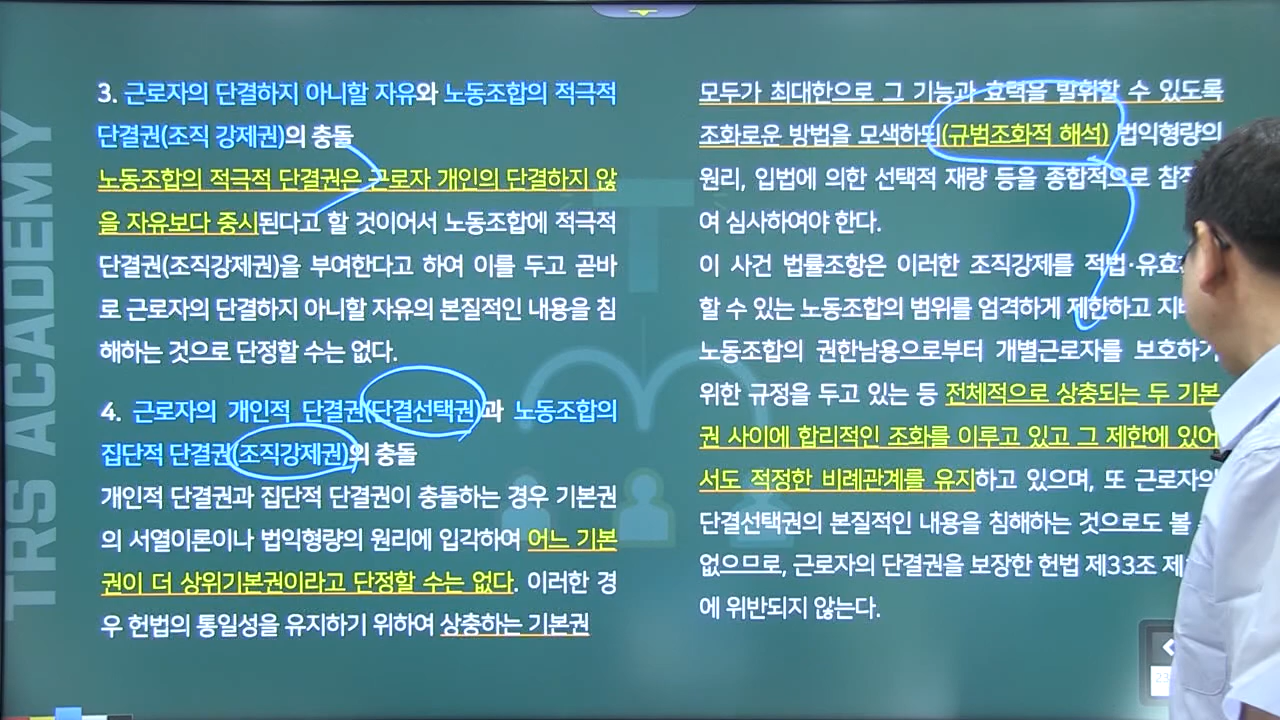 TRS ACADEMY
3. 근로자의 단결하지 아니할 자유와 노동조합의 적극적
단결권(조직 강제권)의 충돌
노동조합의 적극적 단결권은 근로자 개인의 단결하지 않
을 자유보다 중시된다고 할 것이어서 노동조합에 적극적
단결권(조직강제권)을 부여한다고 하여 이를 두고 곧바
로 근로자의 단결하지 아니할 자유의 본질적인 내용을 침
해하는 것으로 단정할 수는 없다.
4. 근로자의 개인적 단결권(단결선택권)과 노동조합의
집단적 단결권(조직강제권)의 충돌
개인적 단결권과 집단적 단결권이 충돌하는 경우 기본권
의 서열이론이나 법익형량의 원리에 입각하여 어느 기본
권이 더 상위기본권이라고 단정할 수는 없다. 이러한 경
우 헌법의 통일성을 유지하기 위하여 상충하는 기본권
모두가 최대한으로 그 기능과 효력을 발휘할 수 있도록
조화로운 방법을 모색하되(규범조화적 해석) 법익형량의
원리, 입법에 의한 선택적 재량 등을 종합적으로
여 심사하여야 한다.
이 사건 법률조항은 이러한 조직강제를
할 수 있는 노동조합의 범위를 엄격하게 제한하고
노동조합의 권한남용으로부터 개별근로자를 보호하기
위한 규정을 두고 있는 등 전체적으로 상충되는 두 기본
권 사이에 합리적인 조화를 이루고 있고 그 제한에 있어
서도 적정한 비례관계를 유지하고 있으며, 또 근로자의
단결선택권의 본질적인 내용을 침해하는 것으로도 볼
없으므로, 근로자의 단결권을 보장한 헌법 제33조
에 위반되지 않는다.